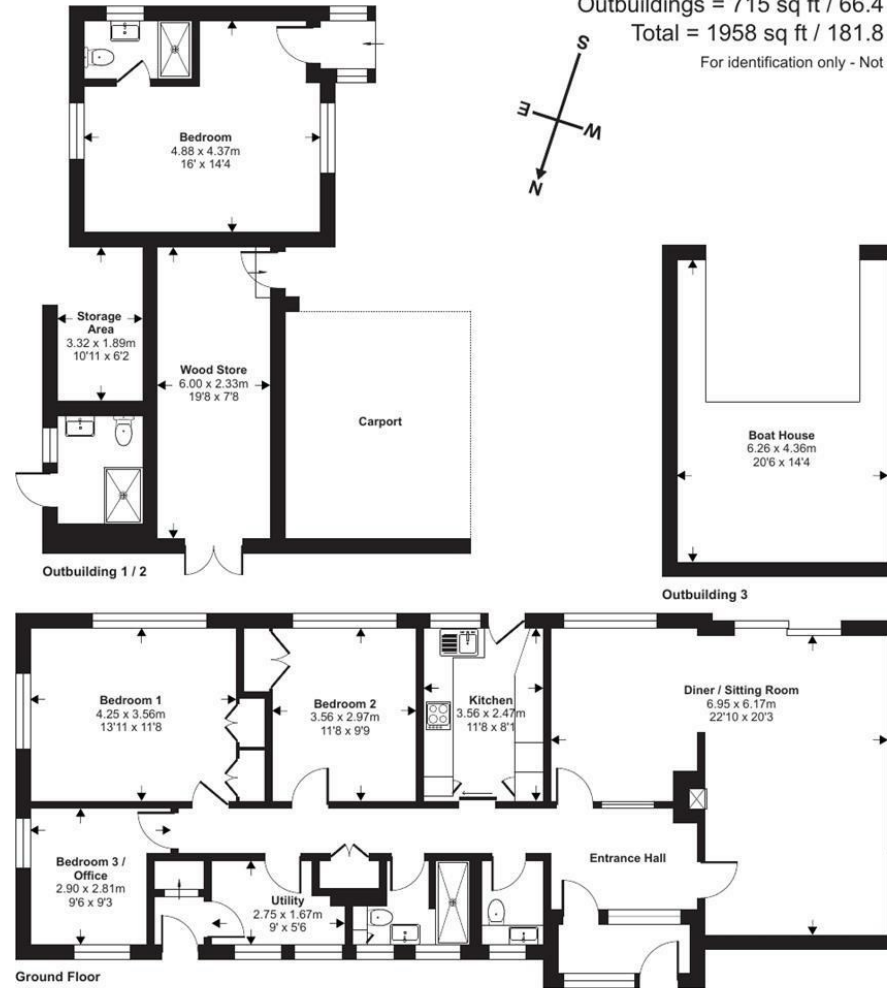 Outbuildings = 715 sq ft / 66.4
Total = 1958 sq ft / 181.8
For identification only - Not
S
E
W
N
Bedroom
4.88 x 4.37m
16' x 14'4
Storage
Area
3.32 x 1.89m
10'11 x 6'2
Wood Store
6.00 x 2.33m
19'8 x 7'8
Carport
Boat House
6.26 x 4.36m
20'6 x 14'4
Outbuilding 1 / 2
Outbuilding 3
Bedroom 1
4.25 x 3.56m
13'11 x 11'8
Bedroom 2
3.56 x 2.97m
11'8 x 9'9
Kitchen
3.56 x 2.47m
11'8 x 8'1
Diner / Sitting Room
6.95 x 6.17m
22'10 x 20'3
Bedroom 3 /
Office
2.90 x 2.81m
9'6 x 9'3
Utility
2.75 x 1.67m
9' x 5'6
Entrance Hall
Ground Floor